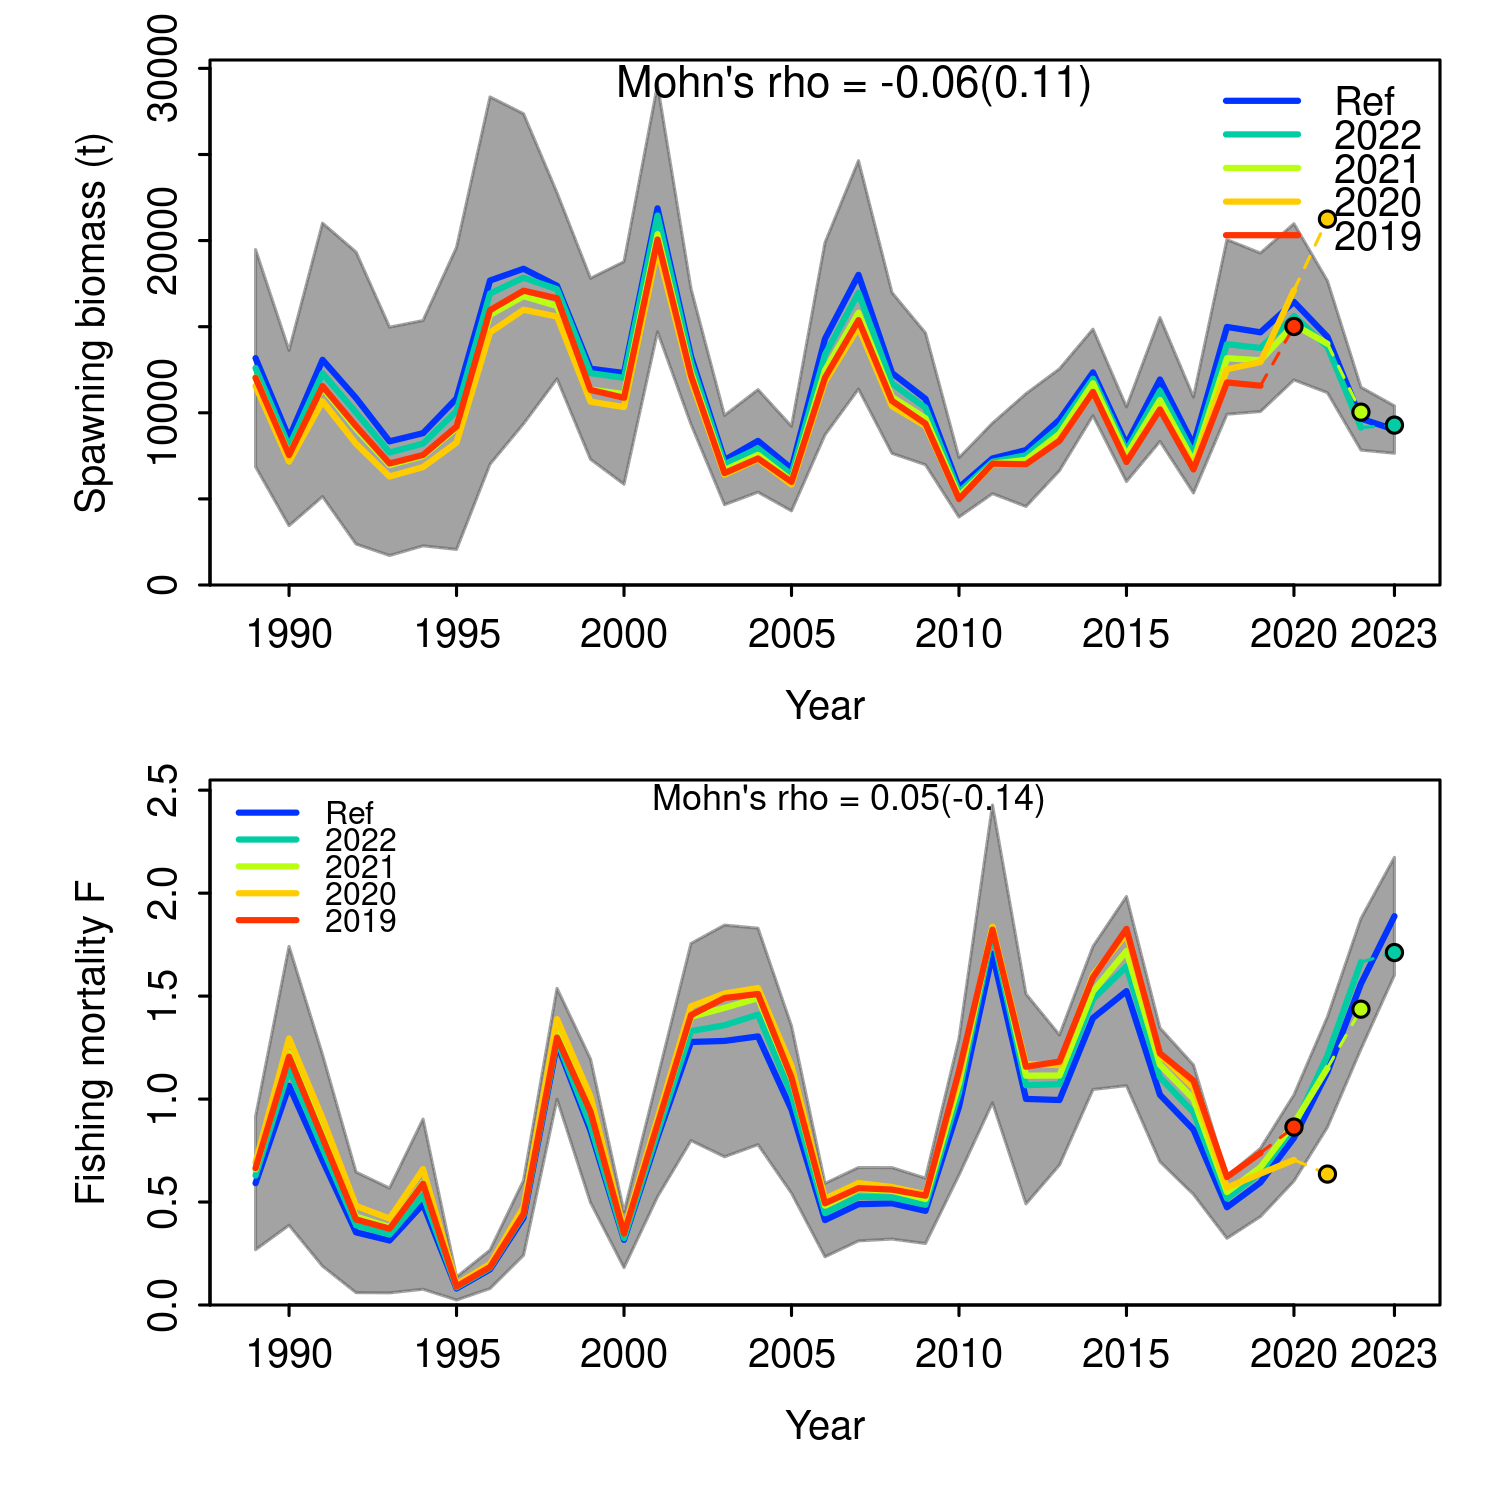 Mohn's rho = -0.06(0.11)
Ref
2022
2021
2020
2019
Spawning biomass (t)
30000
20000
10000
0
1990 1995 2000 2005 2010 2015 2020 2023
Year
Mohn's rho = 0.05(-0.14)
Ref
2022
2021
2020
2019
Fishing mortality F
2.5
2.0
1.5
1.0
0.5
0.0
1990 1995 2000 2005 2010 2015 2020 2023
Year